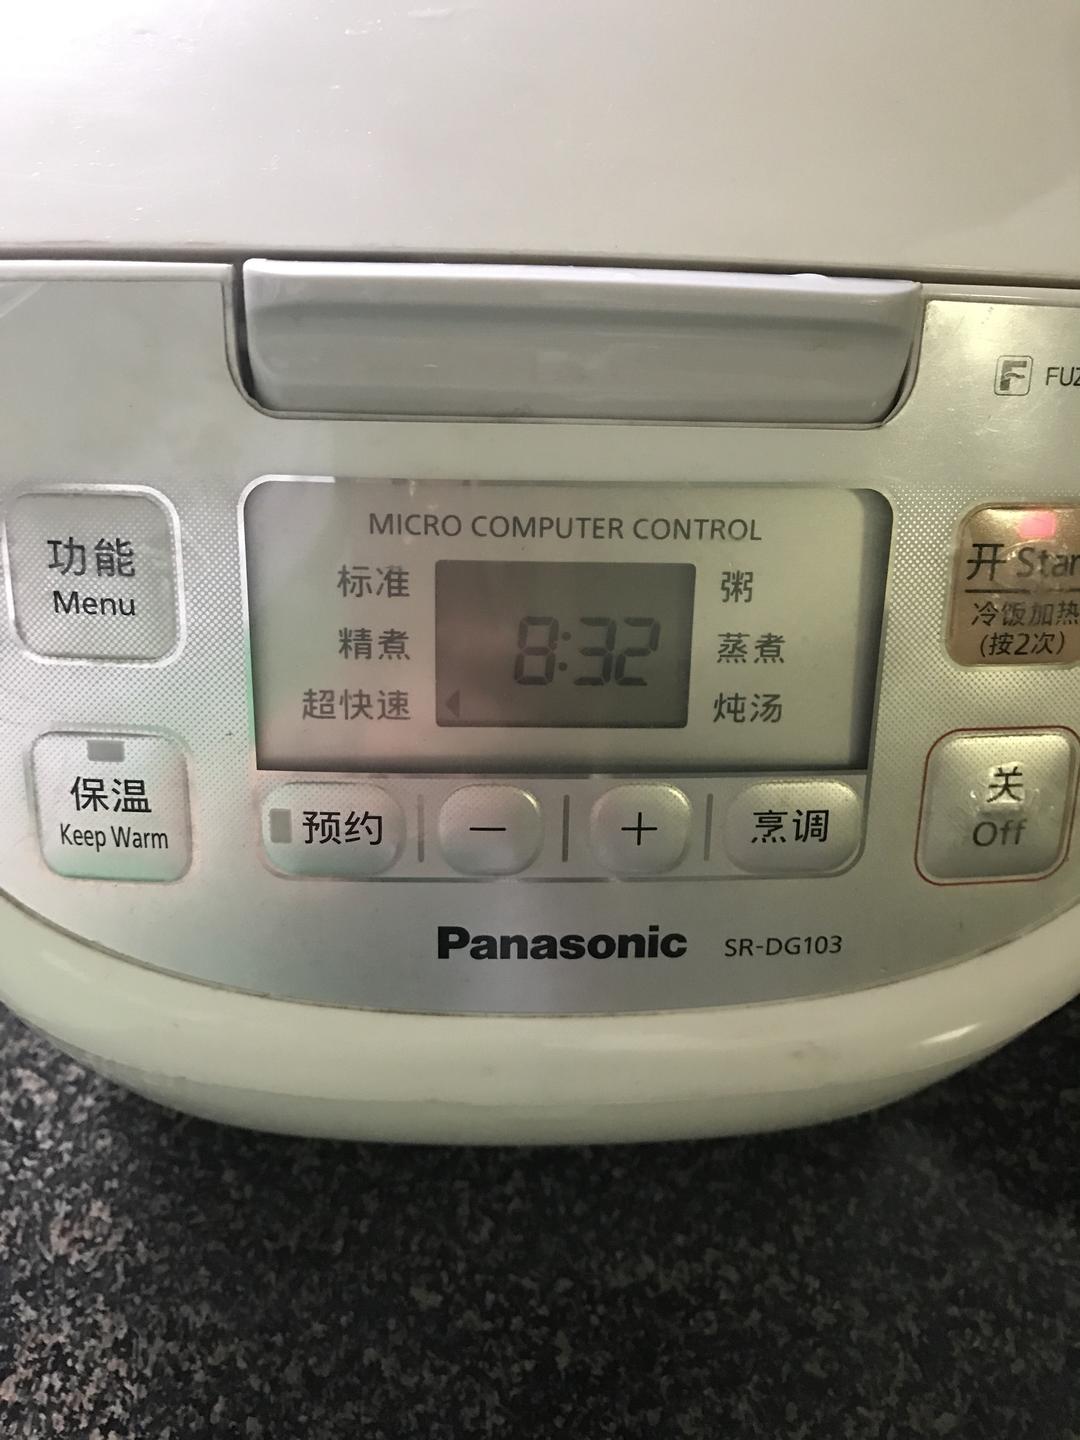 FUZ
功能
Menu
MICRO COMPUTER CONTROL
标准
精煮
超快速
8:32
粥
蒸煮
炖汤
开 Star
冷饭加热
(按2次)
保温
Keep Warm
预约
—
+
烹调
关
Off
Panasonic SR-DG103